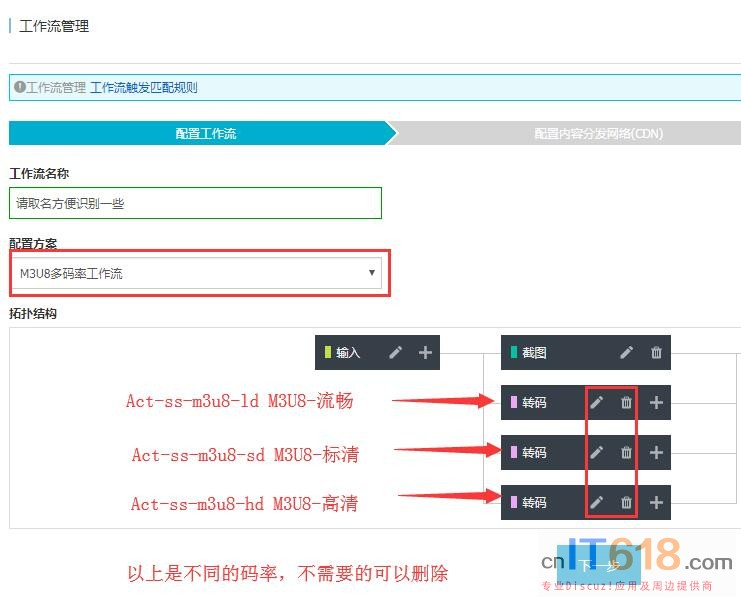 工作流管理
工作流管理 工作流触发匹配规则
配置工作流
配置内容分发网络(CDN)
工作流名称
请取名方便识别一些
配置方案
M3U8多码率工作流
拓扑结构
输入
截图
Act-ss-m3u8-ld M3U8-流畅
转码
Act-ss-m3u8-sd M3U8-标清
转码
Act-ss-m3u8-hd M3U8-高清
转码
以上是不同的码率，不需要的可以删除
下一步
cnIT618.com
专业Discuz!应用及周边提供商